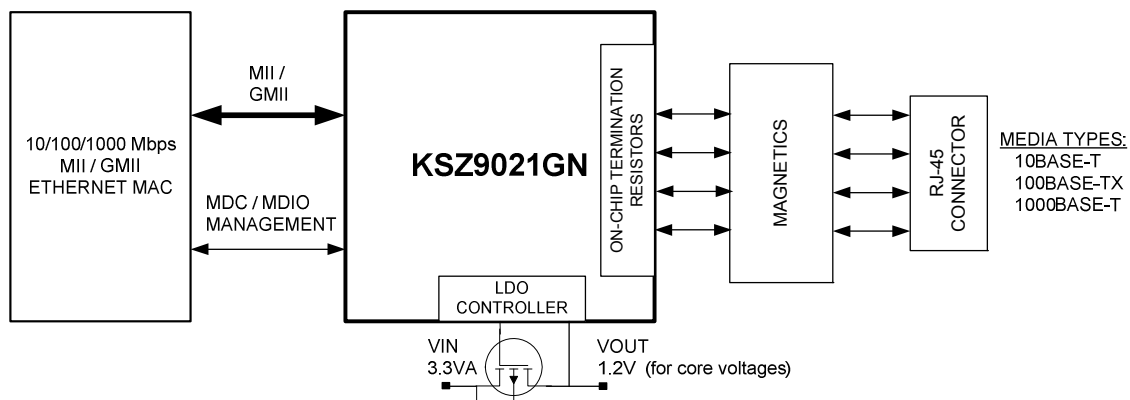 10/100/1000 Mbps
MII / GMII
ETHERNET MAC
MII /
GMII
MDC / MDIO
MANAGEMENT
KSZ9021GN
ON-CHIP TERMINATION
RESISTORS
LDO
CONTROLLER
VIN
3.3VA
VOUT
1.2V (for core voltages)
MAGNETICS
RJ-45
CONNECTOR
MEDIA TYPES:
10BASE-T
100BASE-TX
1000BASE-T